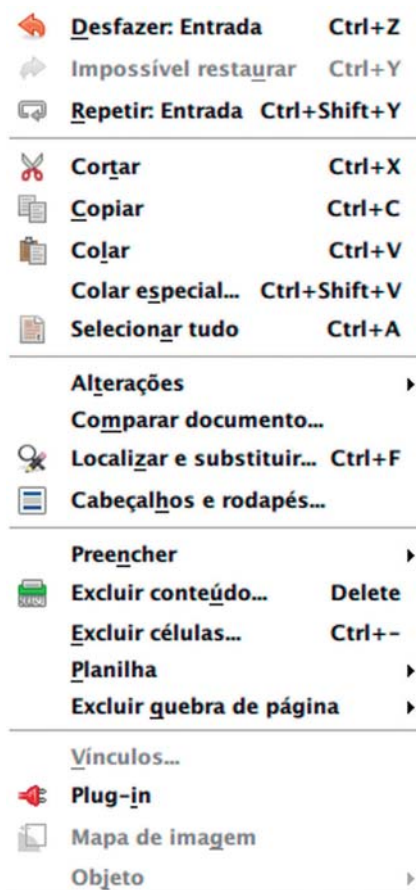 Desfazer: Entrada Ctrl+Z
Impossível restaurar Ctrl+Y
Repetir: Entrada Ctrl+Shift+Y
Cortar Ctrl+X
Copiar Ctrl+C
Colar Ctrl+V
Colar especial... Ctrl+Shift+V
Selecionar tudo Ctrl+A
Alterações
Comparar documento...
Localizar e substituir... Ctrl+F
Cabeçalhos e rodapés...
Preencher
Excluir conteúdo... Delete
Excluir células... Ctrl+-
Planilha
Excluir quebra de página
Vínculos...
Plug-in
Mapa de imagem
Objeto